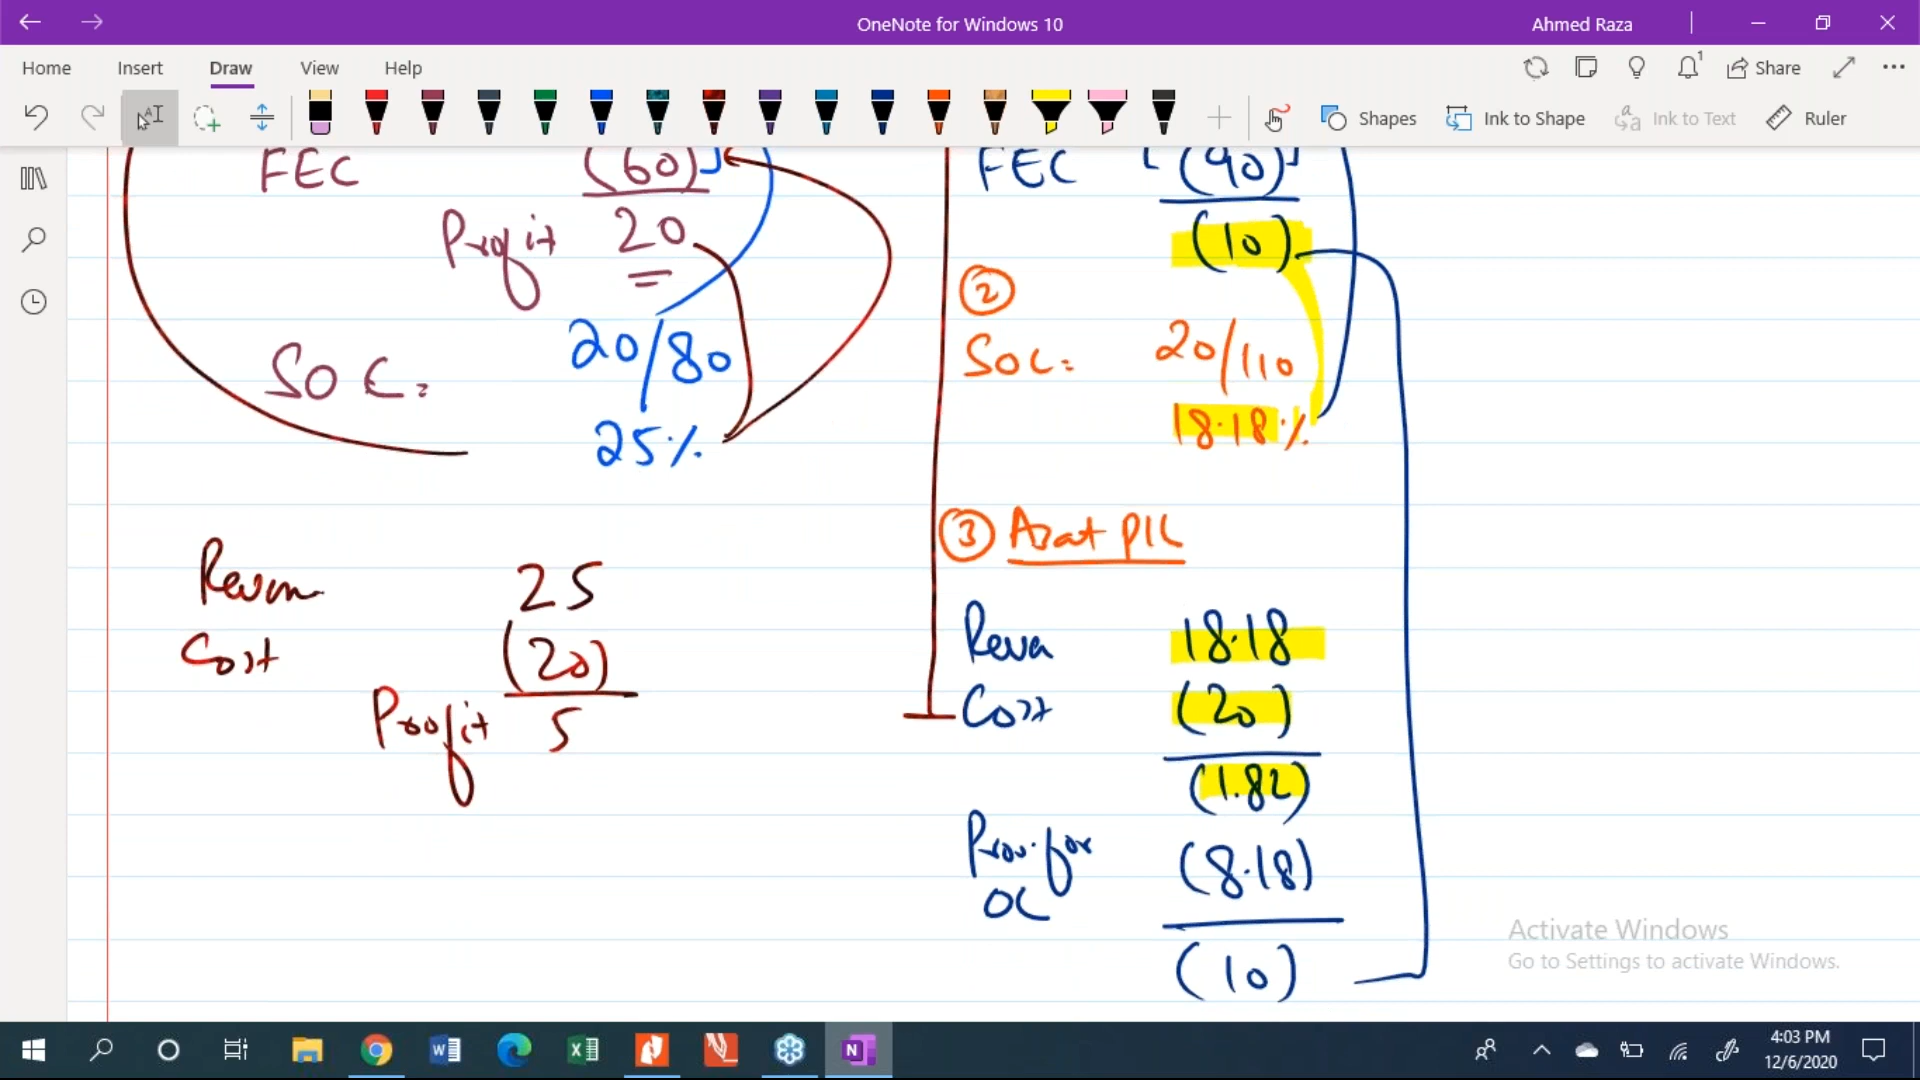 OneNote for Windows 10
Ahmed Raza
Home Insert Draw View Help
1
Share
Shapes
Ink to Shape
Ink to Text
Ruler
FEC (60)
Profit 20
SOC = 20/80
25%
Cost (20)
Profit 5
25
FEC (90)
(10)
2
SOC = 20/110
18.18%
3
18.18
Cost (20)
(1.82)
Prov. for (8.18)
OC
(10)
Activate Windows
Go to Settings to activate Windows.
4:03 PM
12/6/2020